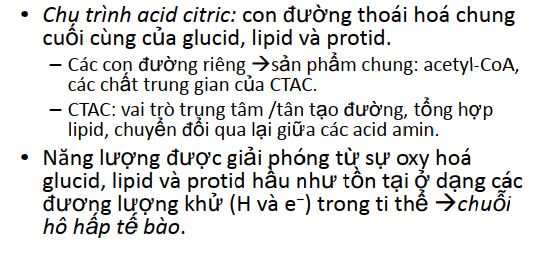 • Chu trình acid citric: con đường thoái hoá chung
cuối cùng của glucid, lipid và protid.
– Các con đường riêng →sản phẩm chung: acetyl-CoA,
các chất trung gian của CTAC.
– CTAC: vai trò trung tâm /tân tạo đường, tổng hợp
lipid, chuyển đổi qua lại giữa các acid amin.
• Năng lượng được giải phóng từ sự oxy hoá
glucid, lipid và protid hầu như tồn tại ở dạng các
đương lượng khử (H và e⁻) trong ti thể →chuỗi
hô hấp tế bào.